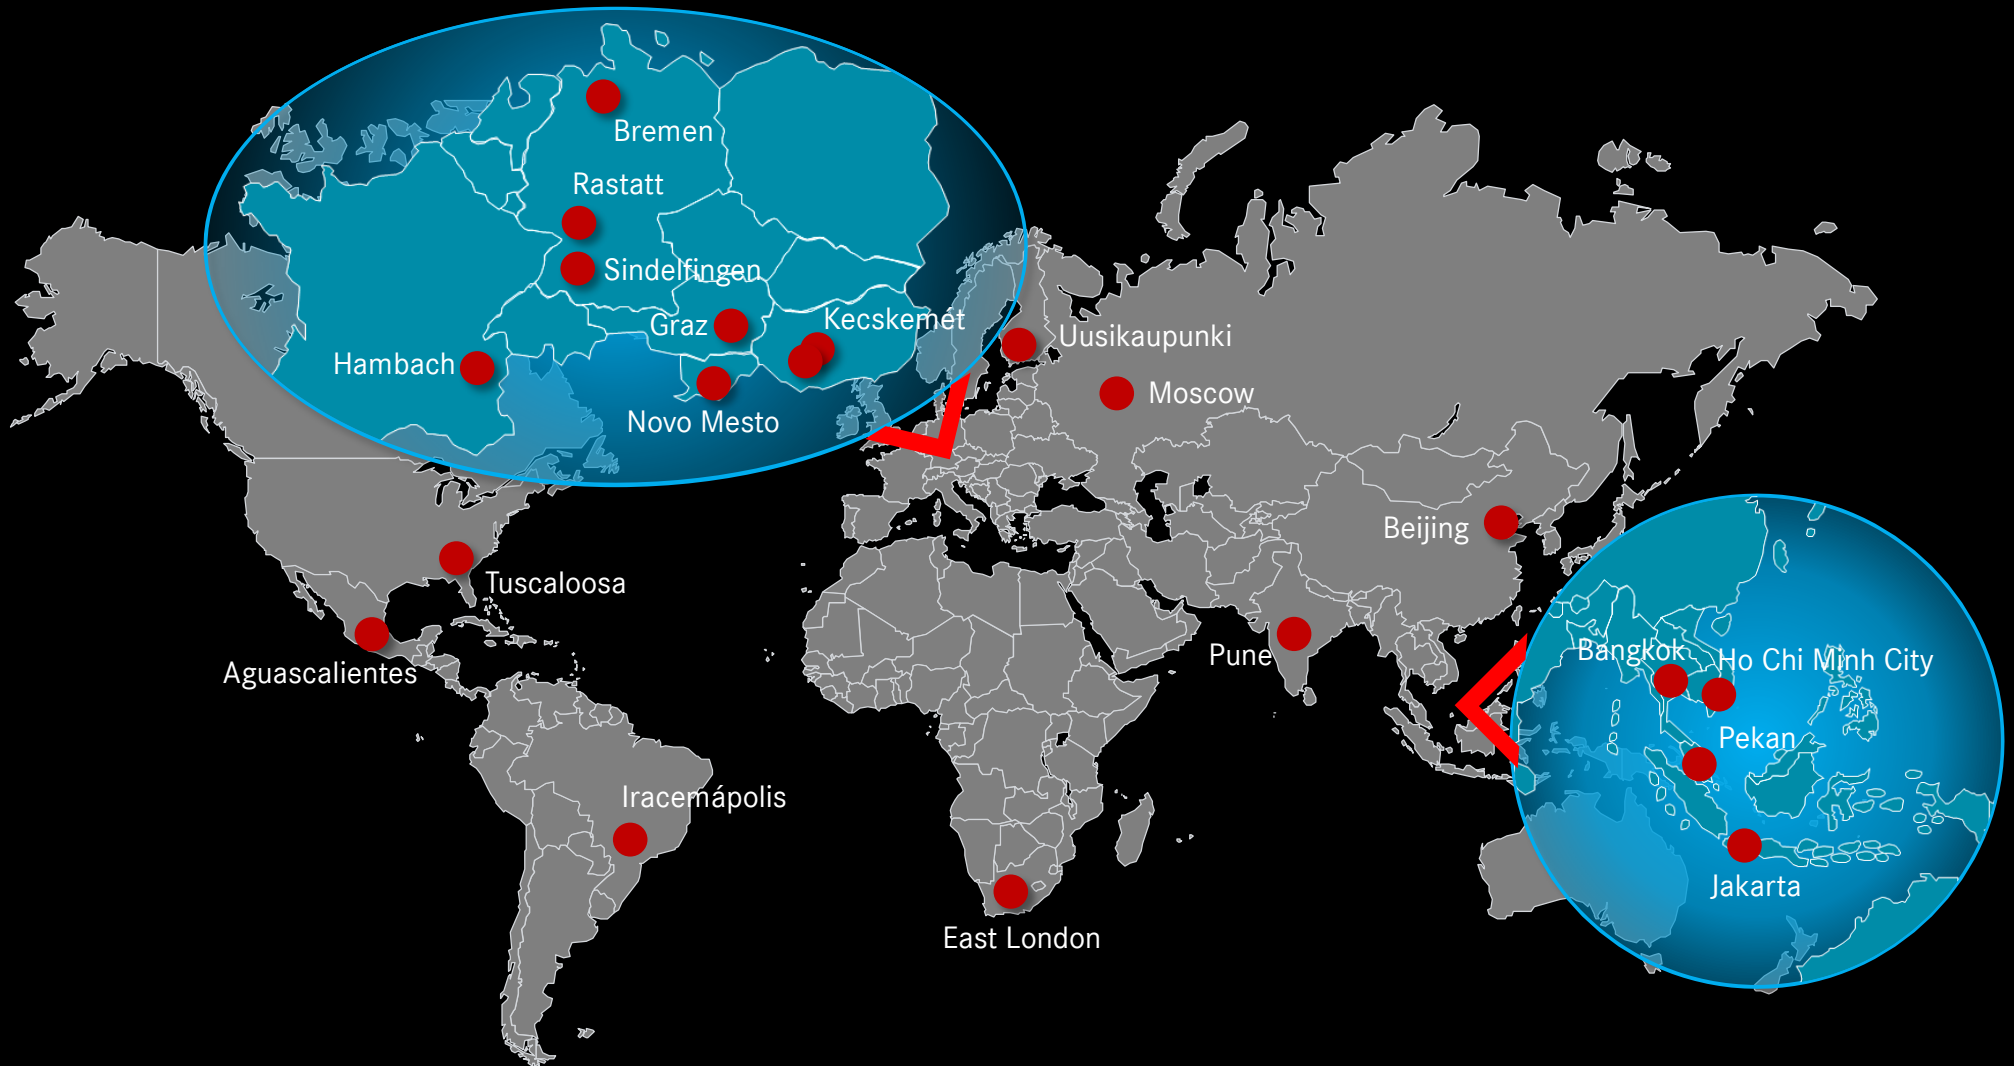 Bremen
Rastatt
Sindelfingen
Graz
Kecskemét
Hambach
Novo Mesto
Uusikaupunki
Moscow
Beijing
Tuscaloosa
Aguascalientes
Pune
Bangkok
Ho Chi Minh City
Pekan
Iracemápolis
Jakarta
East London